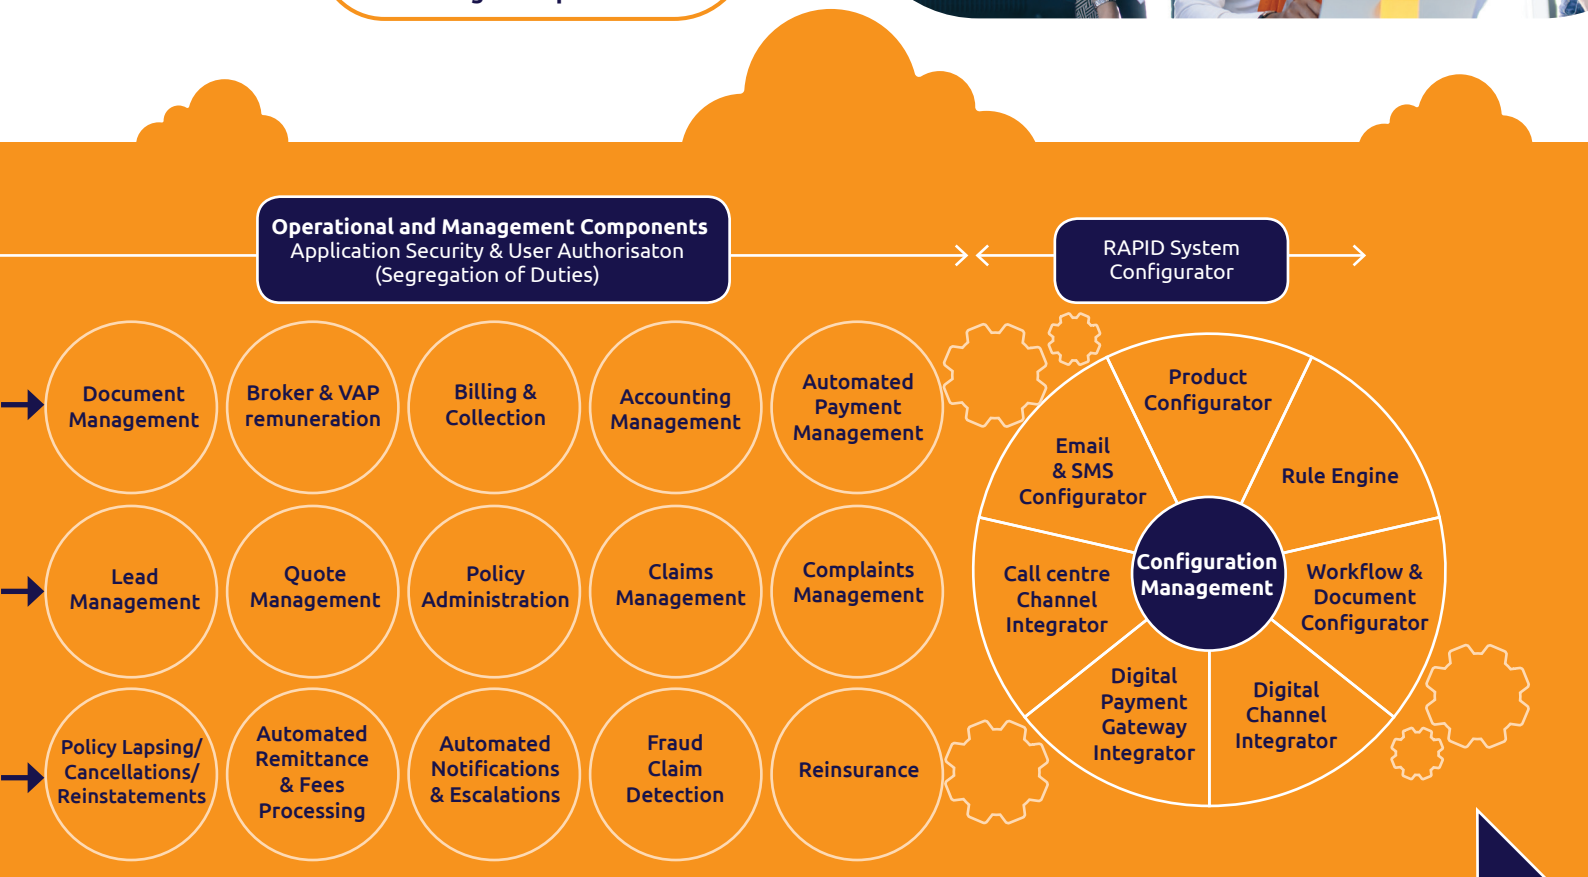 Operational and Management Components
Application Security & User Authorisaton
(Segregation of Duties)
RAPID System
Configurator
Document
Management
Broker & VAP
remuneration
Billing &
Collection
Accounting
Management
Automated
Payment
Management
Lead
Management
Quote
Management
Policy
Administration
Claims
Management
Complaints
Management
Policy Lapsing/
Cancellations/
Reinstatements
Automated
Remittance
& Fees
Processing
Automated
Notifications
& Escalations
Fraud
Claim
Detection
Reinsurance
Product
Configurator
Rule Engine
Workflow &
Document
Configurator
Digital
Channel
Integrator
Digital
Payment
Gateway
Integrator
Call centre
Channel
Integrator
Email
& SMS
Configurator
Configuration
Management